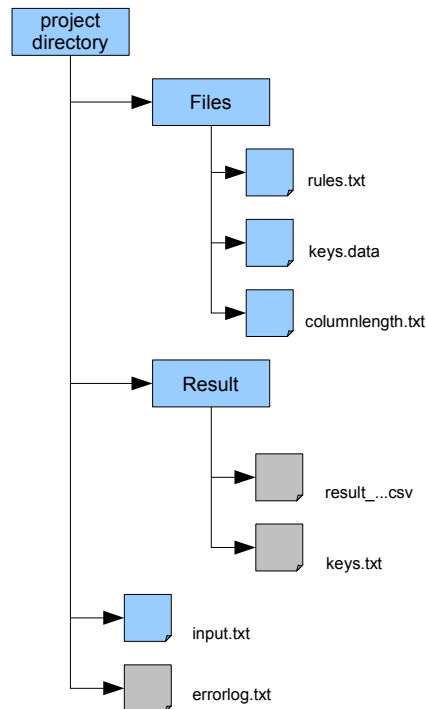 project
directory
Files
rules.txt
keys.data
columnlength.txt
Result
result_...csv
keys.txt
input.txt
errorlog.txt